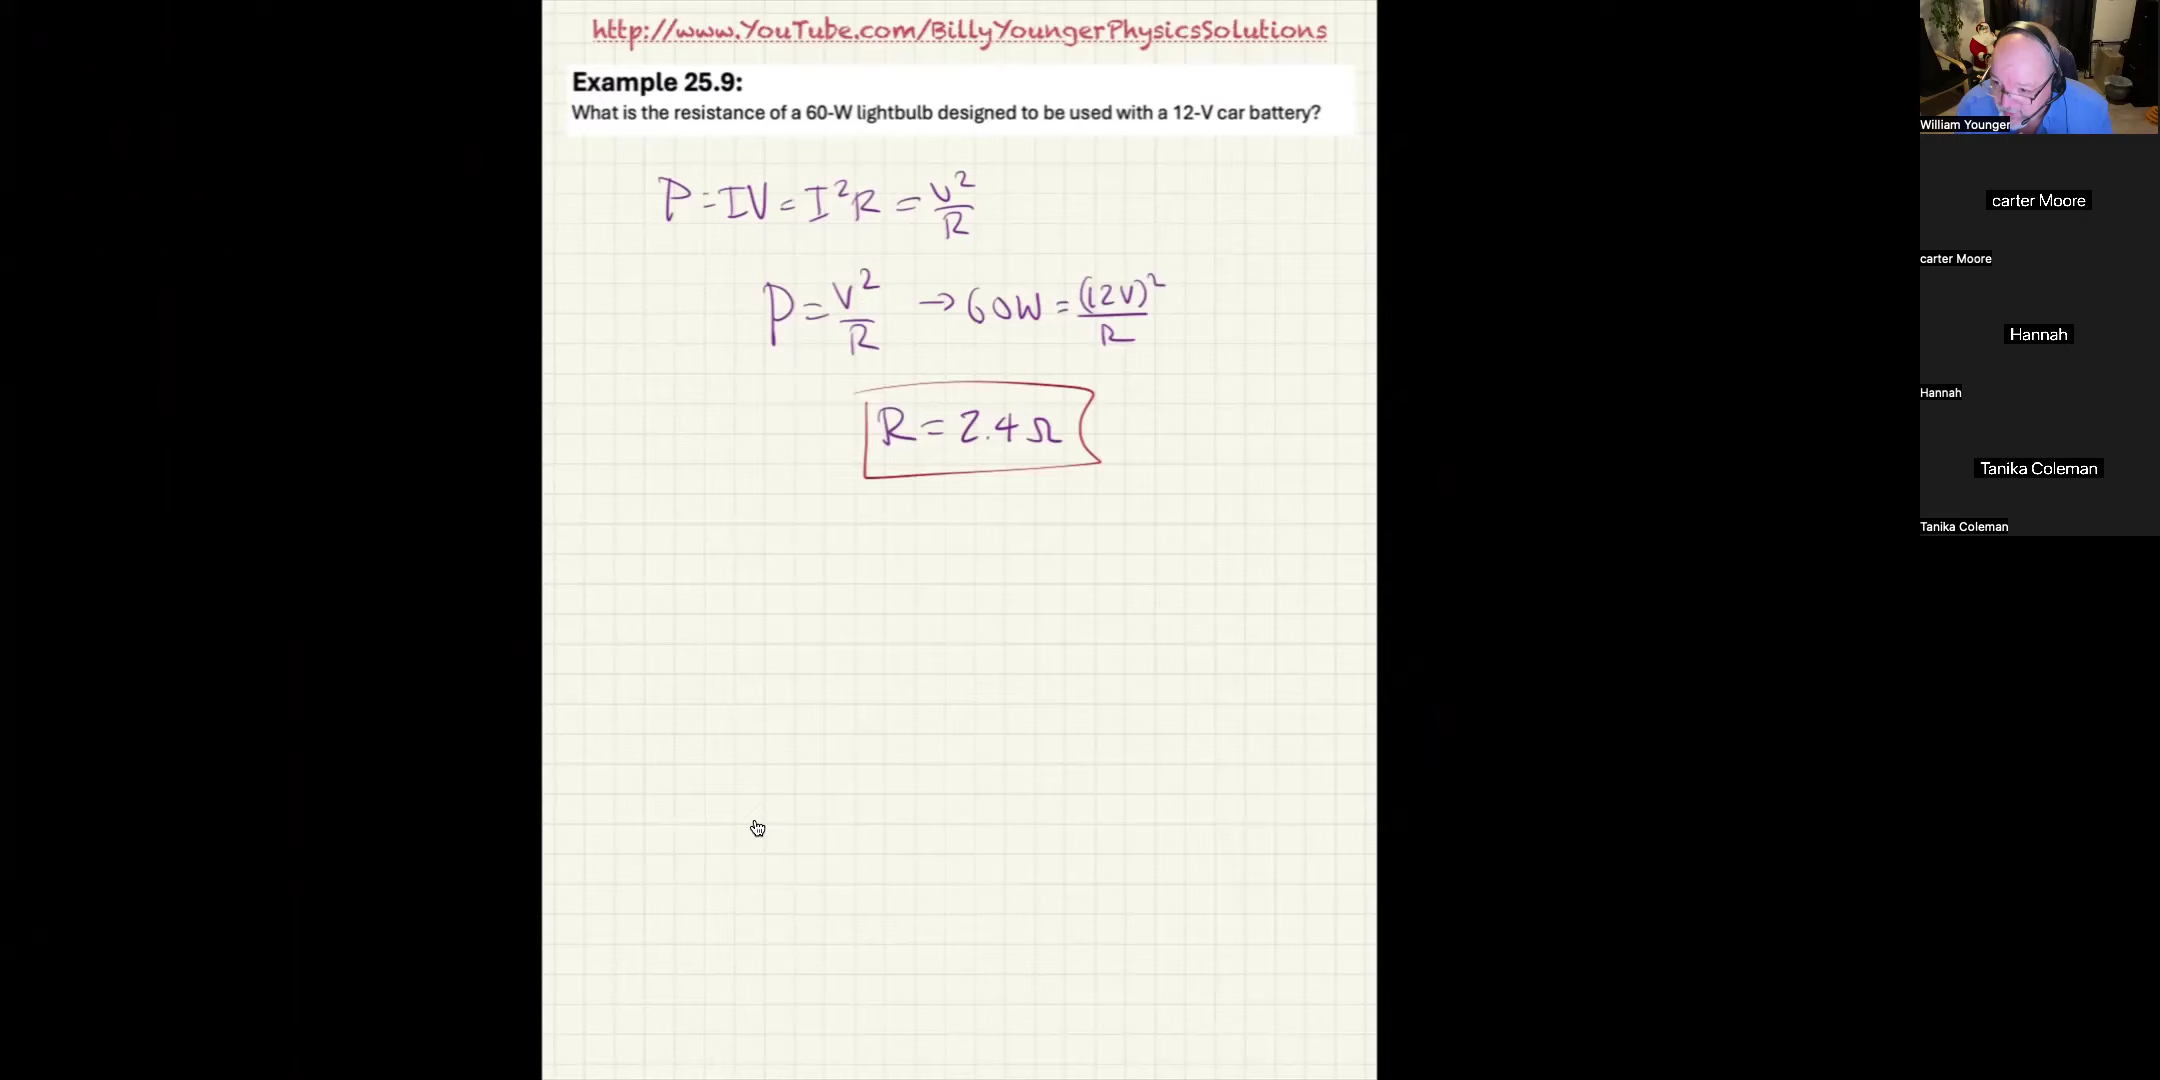 http://www.YouTube.com/BillyYoungerPhysicsSolutions
Example 25.9:
What is the resistance of a 60-W lightbulb designed to be used with a 12-V car battery?
P = IV = I²R = V²/R
P = V²/R → 60W = (12V)²/R
R = 2.4 Ω
William Younger
carter Moore
carter Moore
Hannah
Hannah
Tanika Coleman
Tanika Coleman